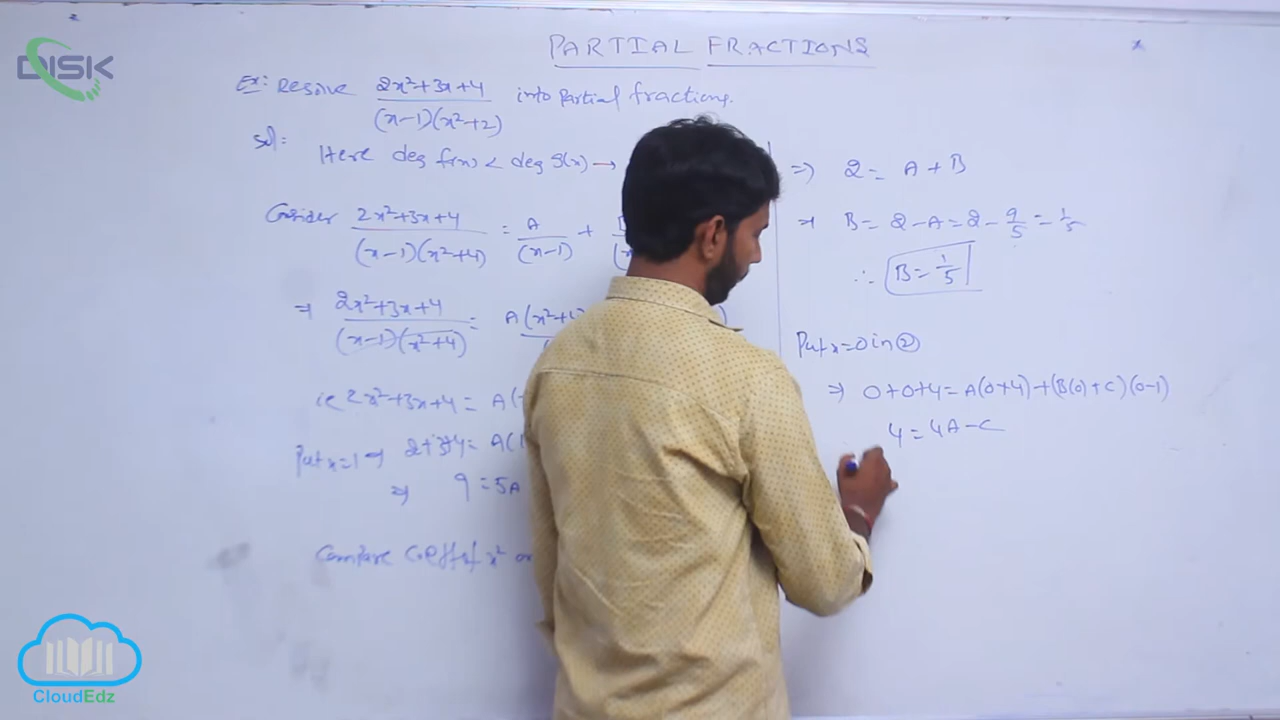 DISK
PARTIAL FRACTIONS
Ex:- Resolve (2x²+3x+4)/((x-1)(x²+2)) into Partial fractions.
Sol:-
Here deg f(x) < deg g(x) →
Consider (2x²+3x+4)/((x-1)(x²+4)) = A/(x-1) +
⇒ (2x²+3x+4)/((x-1)(x²+4)) = A(x²+4)
ie 2x²+3x+4 = A(
Put x=1 ⇒ 2+3+4 = A(1
⇒ 9 = 5A
Compare Coeff of x²
⇒ 2 = A + B
⇒ B = 2 - A = 2 - 9/5 = 1/5
∴ B = 1/5
Put x=0 in ②
⇒ 0+0+4 = A(0+4)+(B(0)+C)(0-1)
4 = 4A-C
CloudEdz